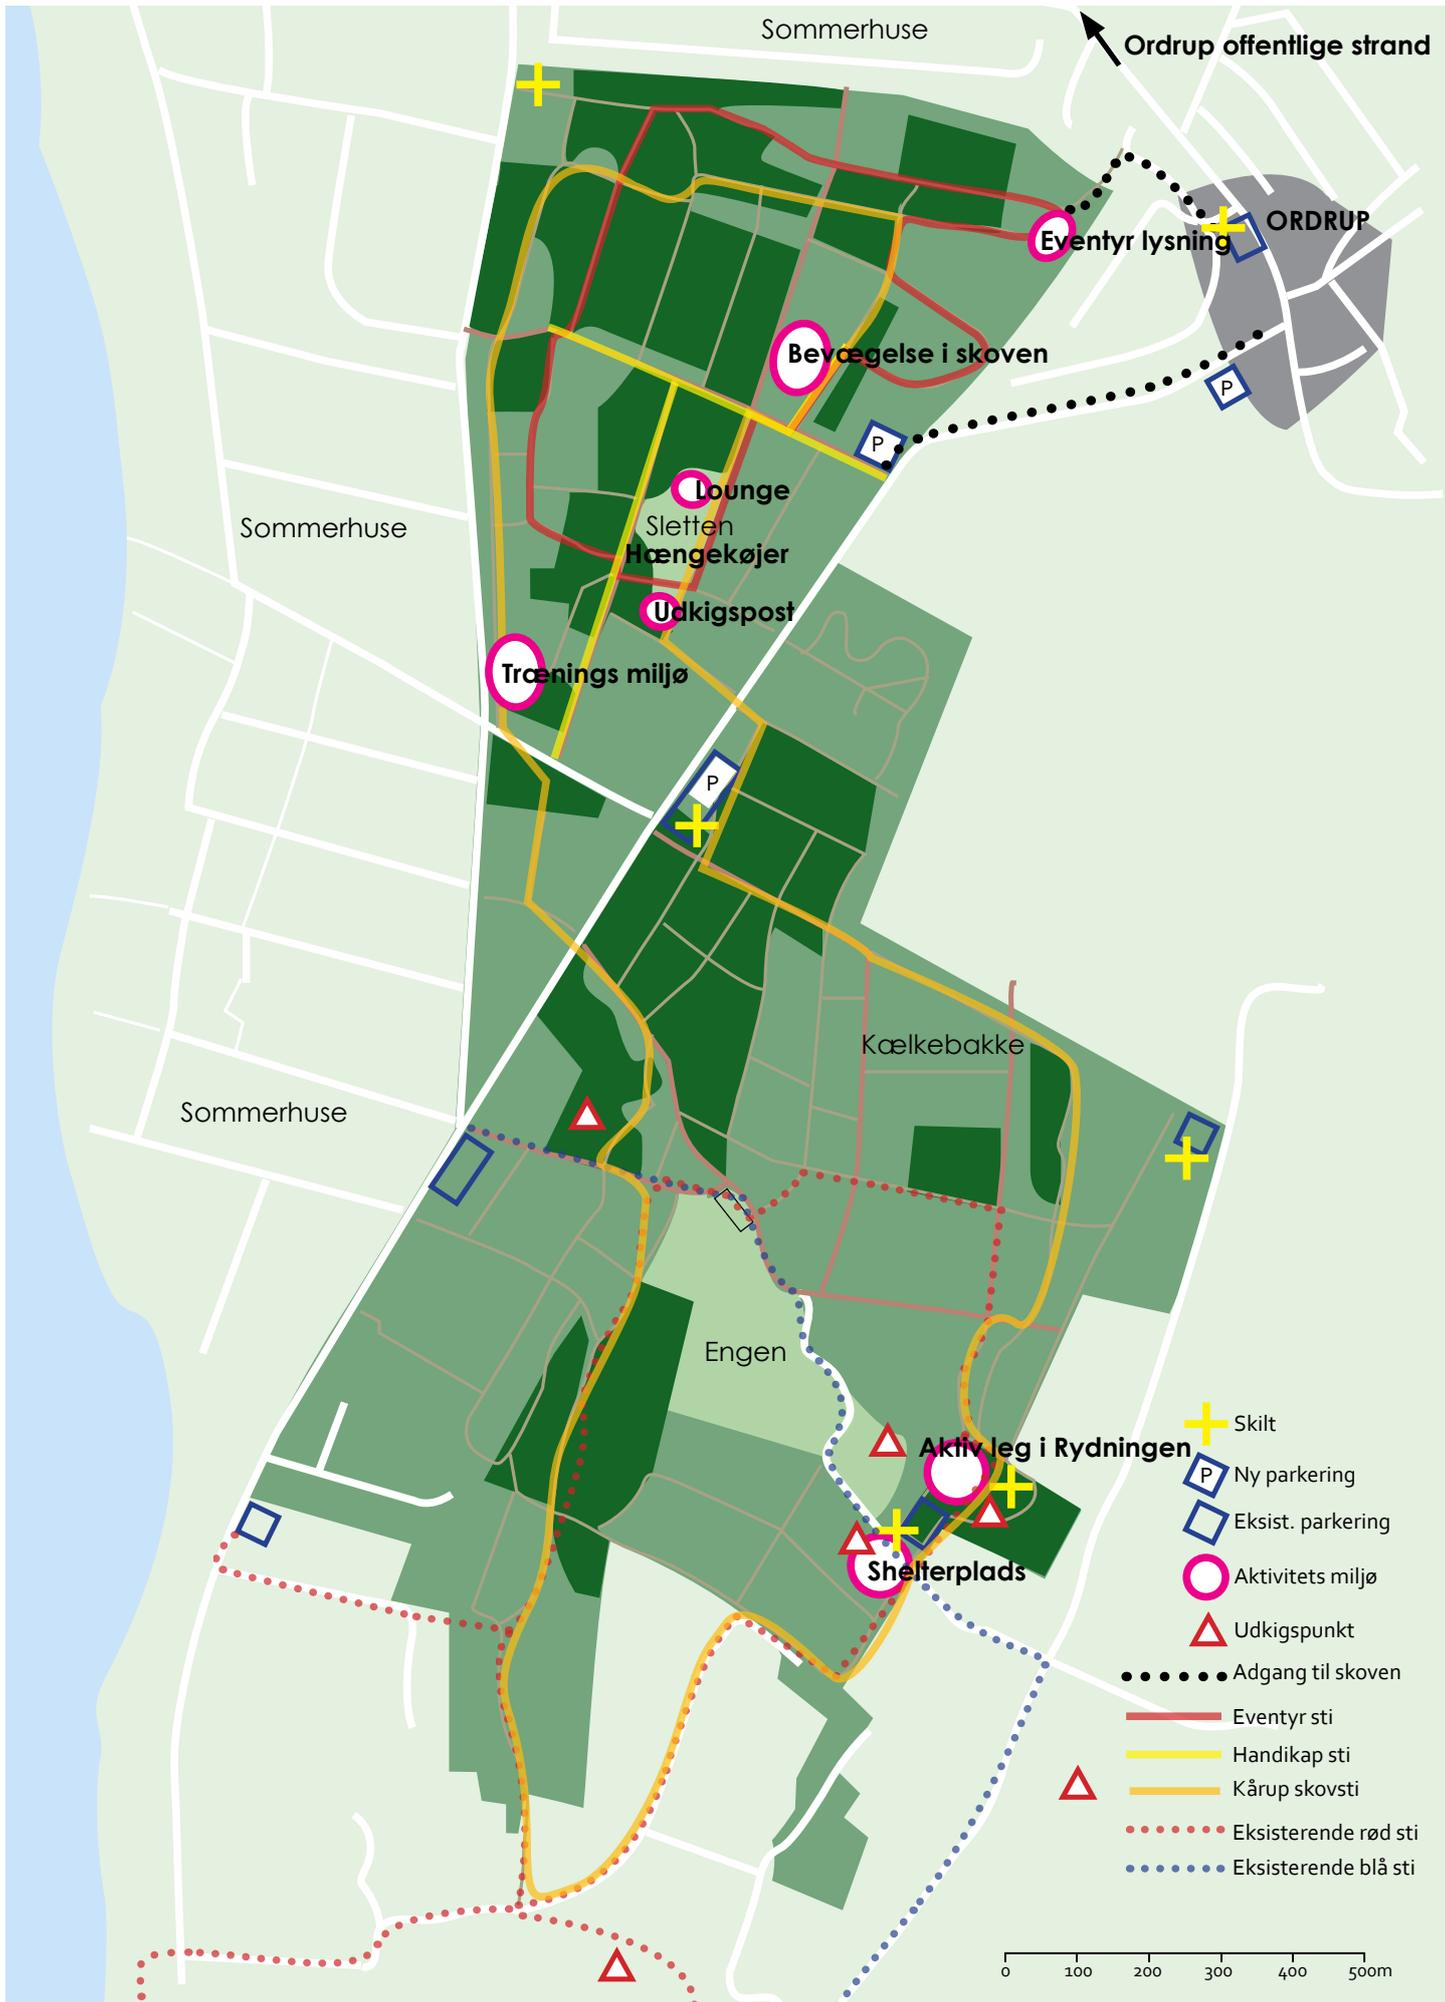 Sommerhuse
Ordrup offentlige strand
ORDRUP
Eventyr lysning
Bevægelse i skoven
P
P
Lounge
Sletten
Hængekøjer
Sommerhuse
Udkigspost
Trænings miljø
P
Kælkebakke
Sommerhuse
Engen
Aktiv leg i Rydningen
Shelterplads
Skilt
P Ny parkering
Eksist. parkering
Aktivitets miljø
Udkigspunkt
Adgang til skoven
Eventyr sti
Handikap sti
Kårup skovsti
Eksisterende rød sti
Eksisterende blå sti
0 100 200 300 400 500m